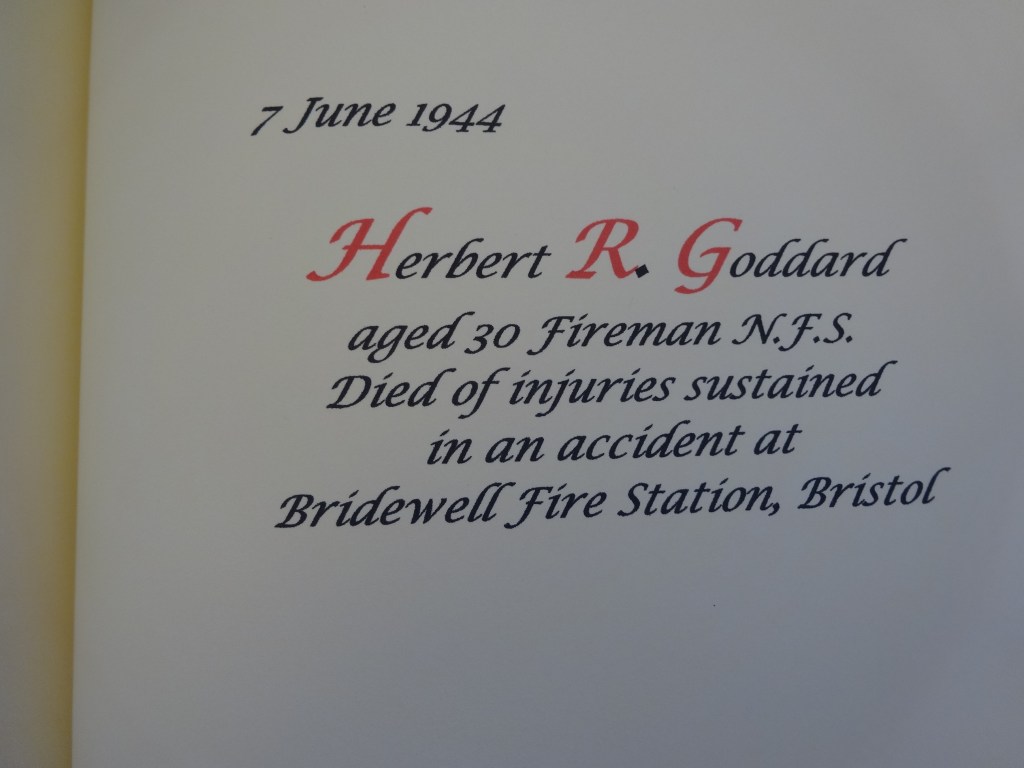 7 June 1944
Herbert R. Goddard
aged 30 Fireman N.F.S.
Died of injuries sustained
in an accident at
Bridewell Fire Station, Bristol